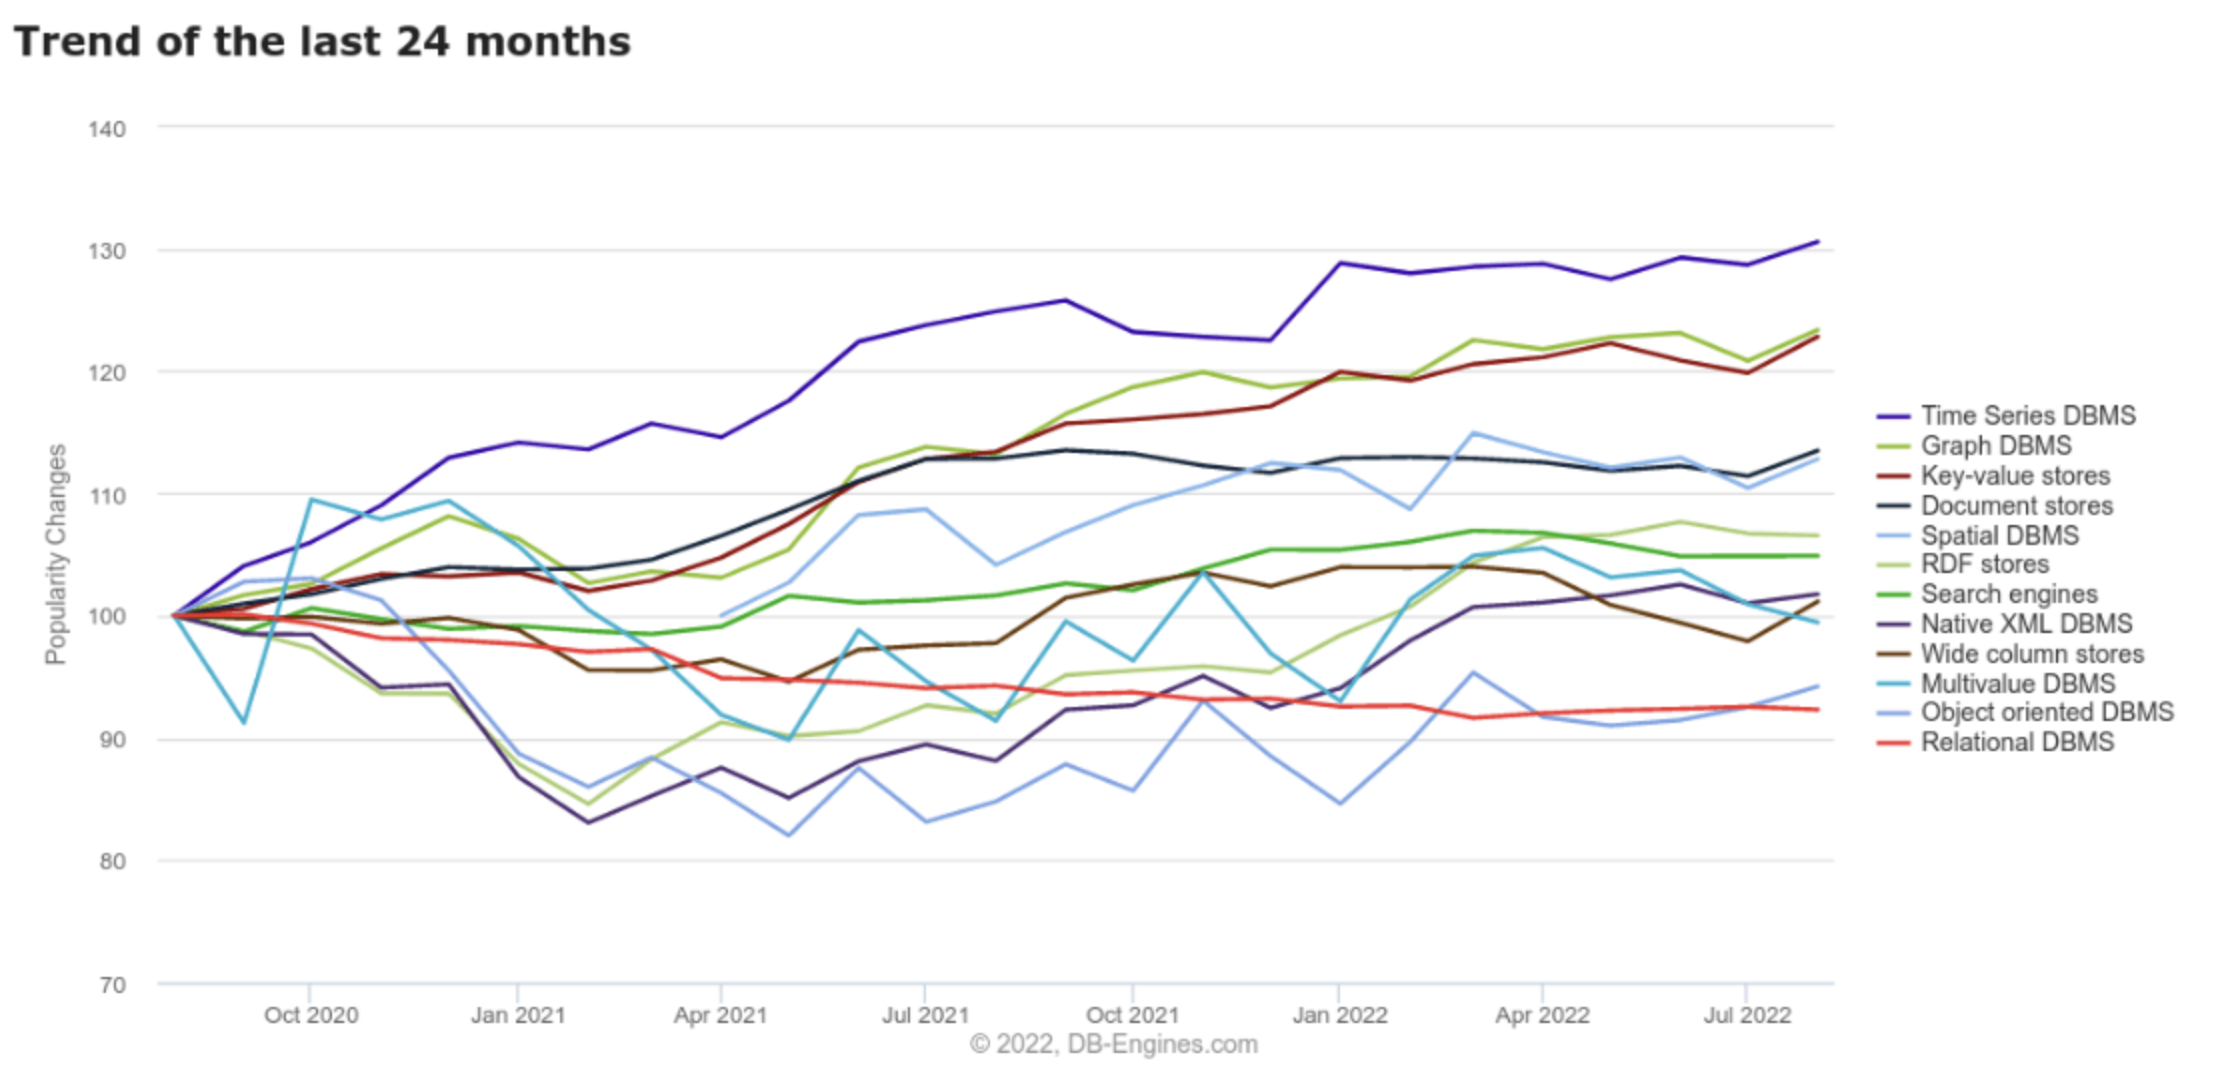 Trend of the last 24 months
140
130
120
110
100
90
80
70
Popularity Changes
Oct 2020
Jan 2021
Apr 2021
Jul 2021
Oct 2021
Jan 2022
Apr 2022
Jul 2022
© 2022, DB-Engines.com
Time Series DBMS
Graph DBMS
Key-value stores
Document stores
Spatial DBMS
RDF stores
Search engines
Native XML DBMS
Wide column stores
Multivalue DBMS
Object oriented DBMS
Relational DBMS